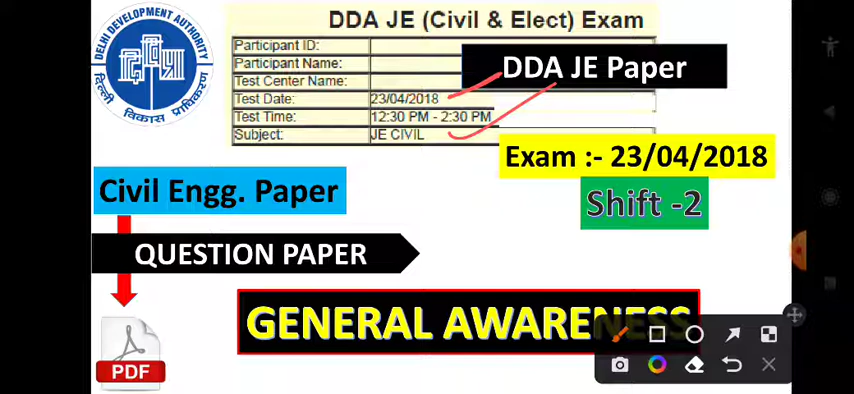 DELHI DEVELOPMENT AUTHORITY
दिल्ली विकास प्राधिकरण
DDA JE (Civil & Elect) Exam
Participant ID:
Participant Name:
Test Center Name:
Test Date: 23/04/2018
Test Time: 12:30 PM - 2:30 PM
Subject: JE CIVIL
DDA JE Paper
Exam :- 23/04/2018
Shift -2
Civil Engg. Paper
QUESTION PAPER
GENERAL AWARENESS
PDF